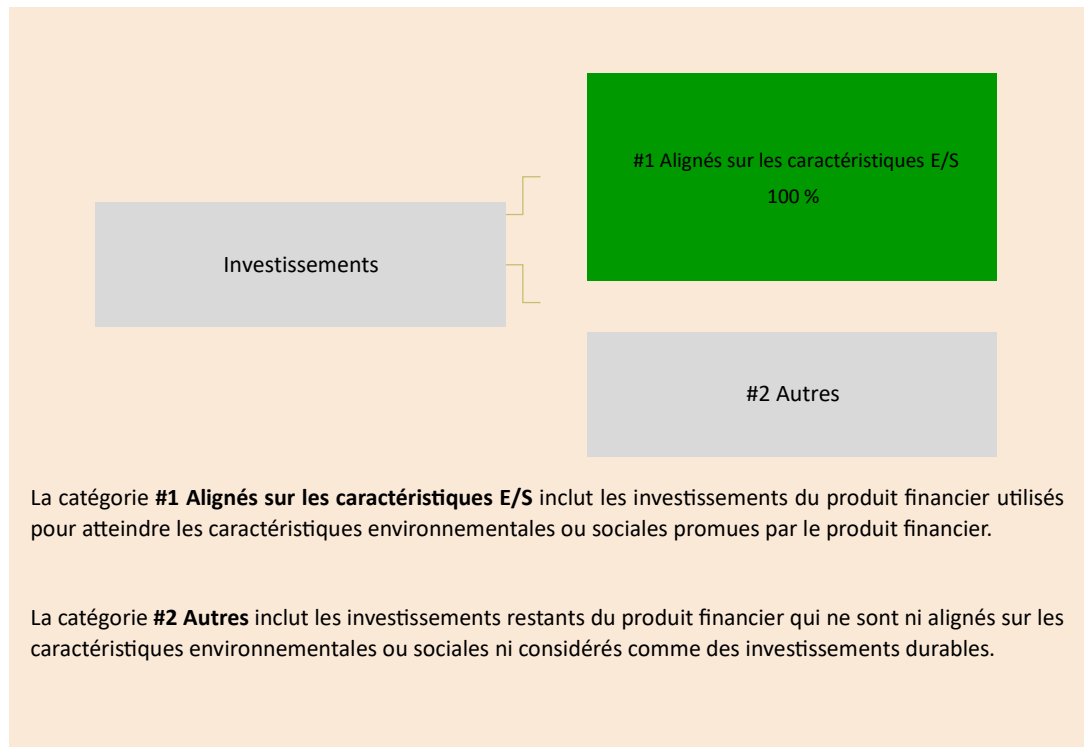 #1 Alignés sur les caractéristiques E/S
100 %
Investissements
#2 Autres
La catégorie #1 Alignés sur les caractéristiques E/S inclut les investissements du produit financier utilisés
pour atteindre les caractéristiques environnementales ou sociales promues par le produit financier.
La catégorie #2 Autres inclut les investissements restants du produit financier qui ne sont ni alignés sur les
caractéristiques environnementales ou sociales ni considérés comme des investissements durables.